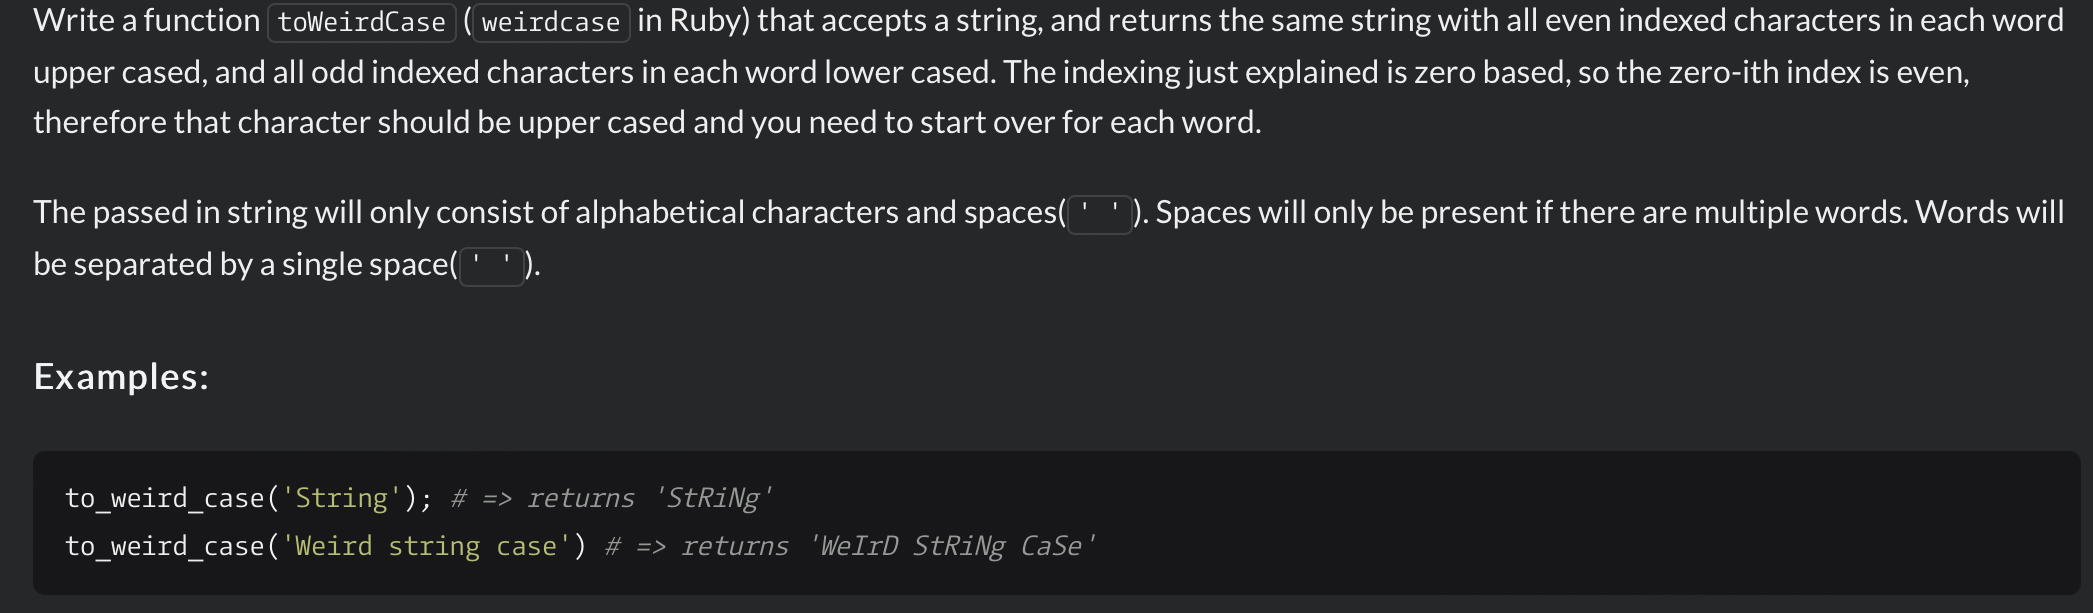 Write a function toWeirdCase (weirdcase in Ruby) that accepts a string, and returns the same string with all even indexed characters in each word
upper cased, and all odd indexed characters in each word lower cased. The indexing just explained is zero based, so the zero-ith index is even,
therefore that character should be upper cased and you need to start over for each word.
The passed in string will only consist of alphabetical characters and spaces(' '). Spaces will only be present if there are multiple words. Words will
be separated by a single space(' ').
Examples:
to_weird_case('String'); # => returns 'StRiNg'
to_weird_case('Weird string case') # => returns 'WeIrD StRiNg CaSe'